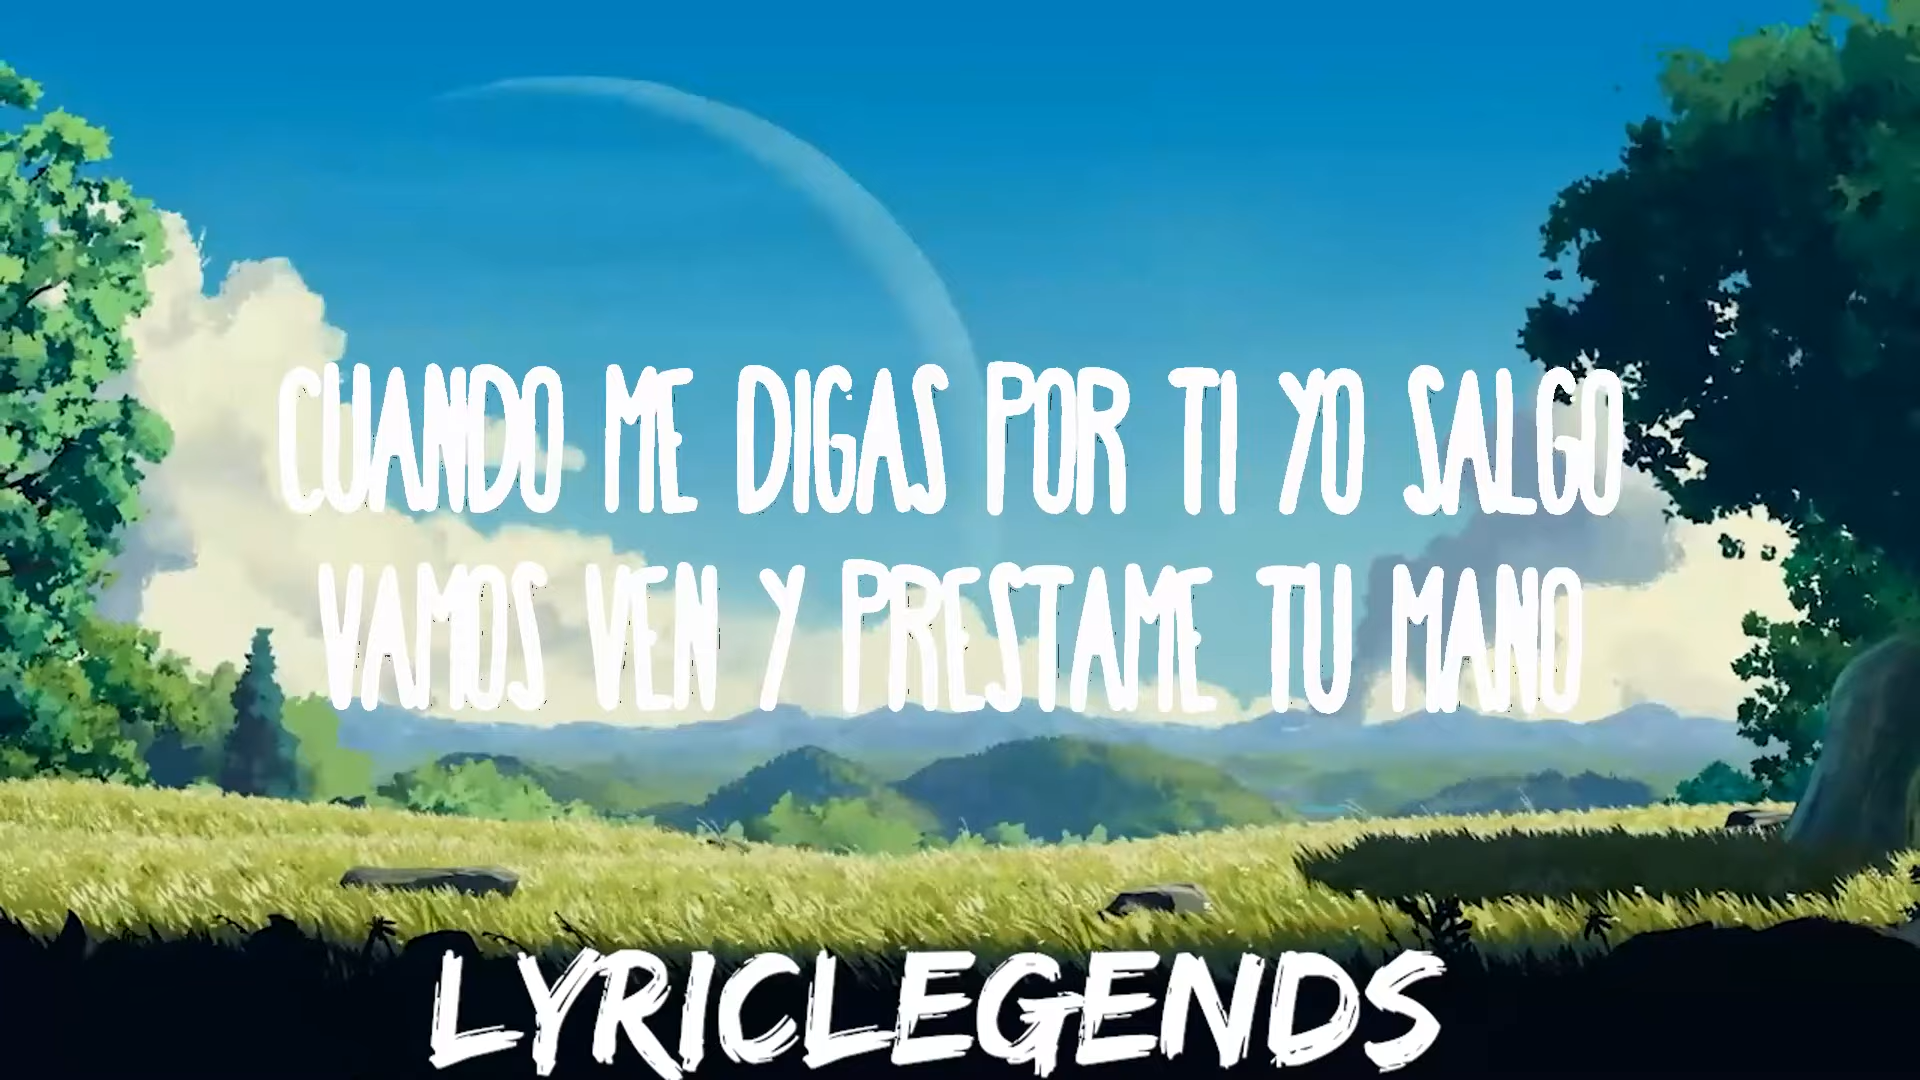 CUANDO ME DIGAS POR TI YO SALGO
VAMOS VEN Y PRESTAME TU MANO
LYRICLEGENDS